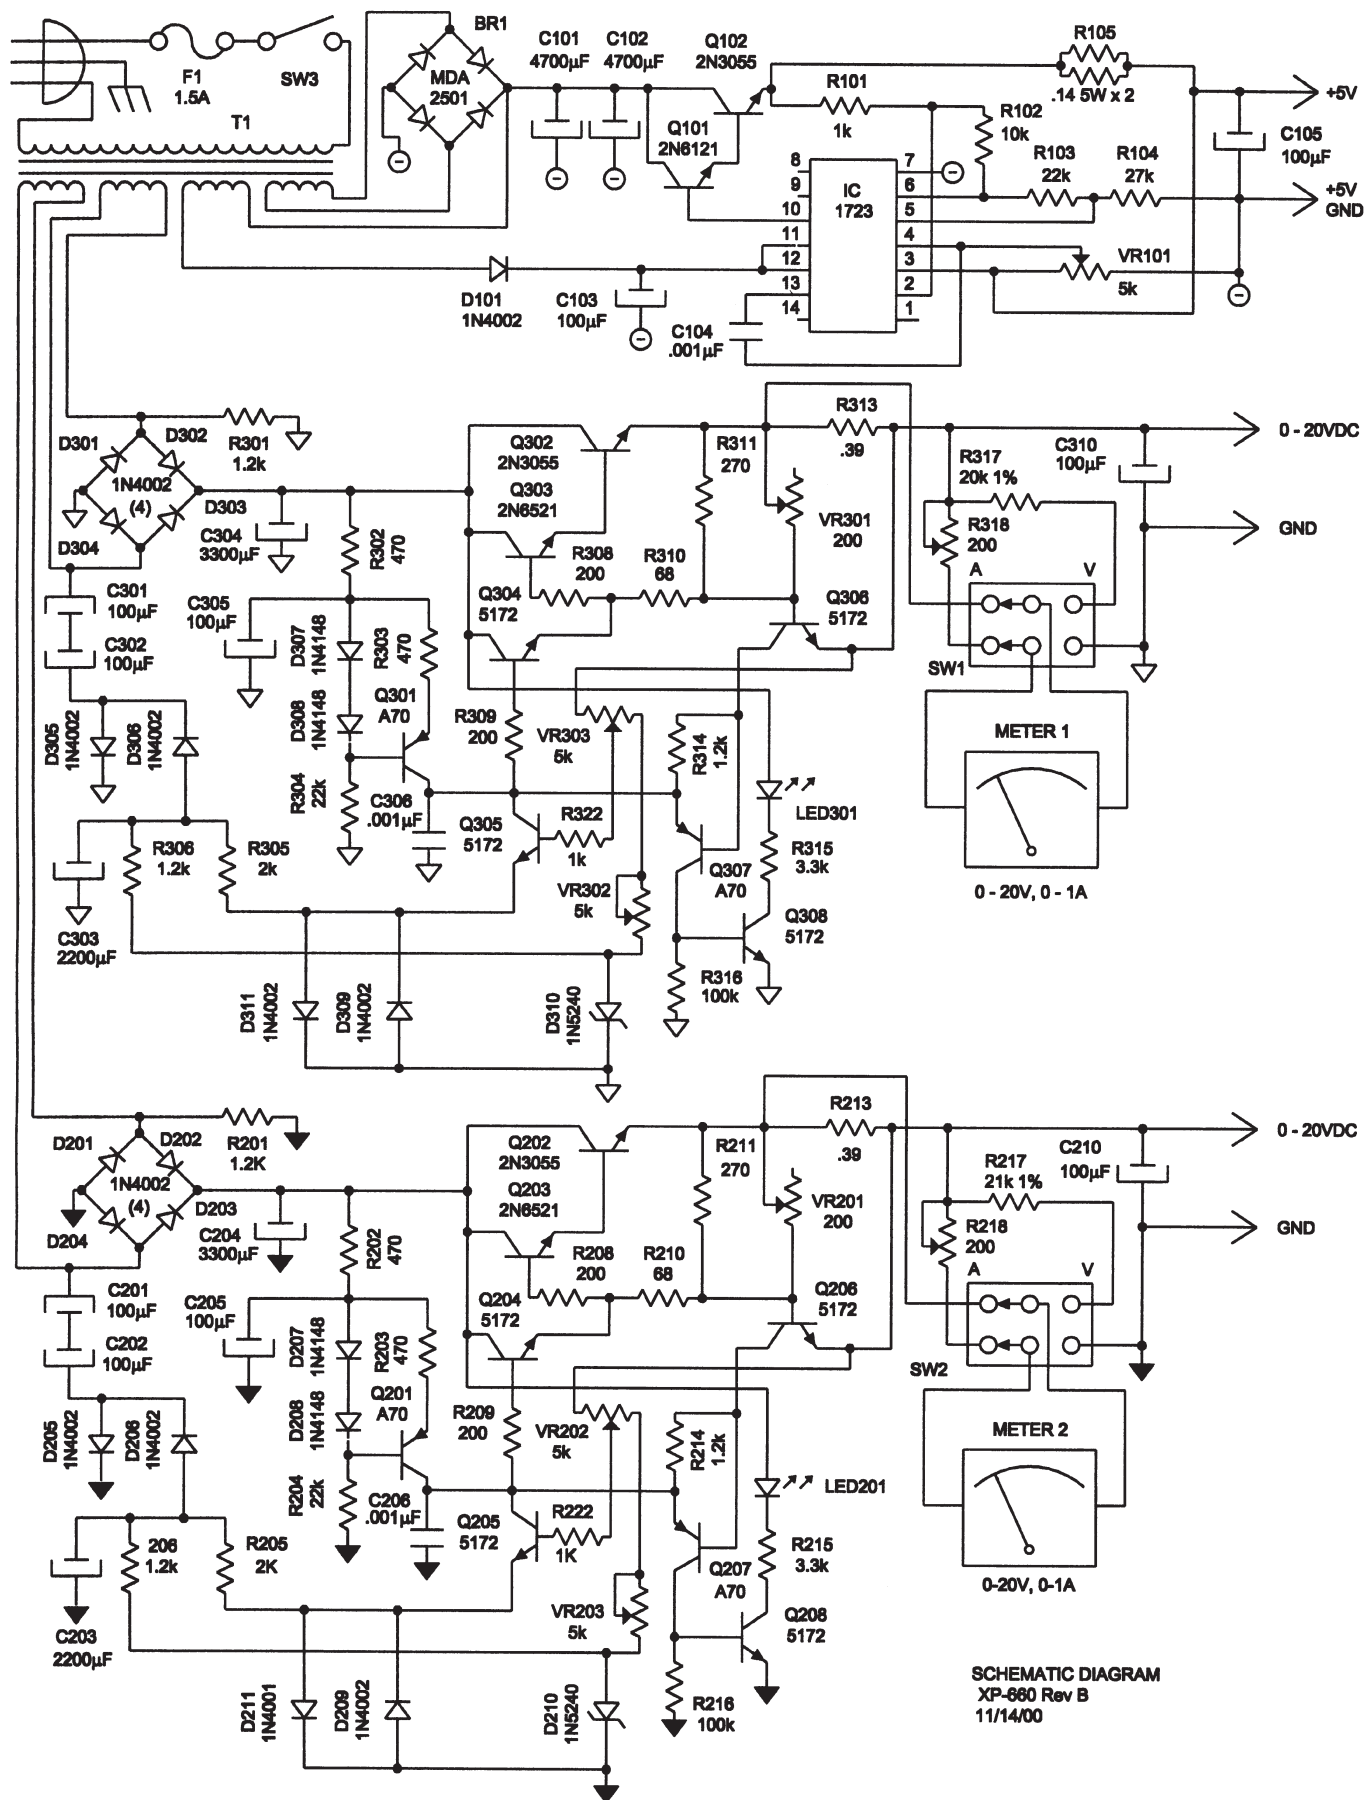 F1
1.5A
SW3
T1
BR1
MDA
2501
C101
4700µF
C102
4700µF
Q102
2N3055
Q101
2N6121
R101
1k
R105
.14 5W x 2
R102
10k
R103
22k
R104
27k
+5V
C105
100µF
+5V
GND
IC
1723
8
9
10
11
12
13
14
7
6
5
4
3
2
1
VR101
5k
D101
1N4002
C103
100µF
C104
.001µF
D301
D302
1N4002
(4)
D303
D304
R301
1.2k
C304
3300µF
R302
470
Q302
2N3055
Q303
2N6521
R311
270
R313
.39
VR301
200
R317
20k 1%
C310
100µF
0 - 20VDC
GND
R318
200
A
V
SW1
METER 1
0 - 20V, 0 - 1A
C301
100µF
C302
100µF
C305
100µF
D307
1N4148
R303
470
D308
1N4148
Q301
A70
Q304
5172
R308
200
R310
68
Q306
5172
D305
1N4002
D306
1N4002
R309
200
VR303
5k
R314
1.2k
R304
22k
C306
.001µF
Q305
5172
R322
1k
LED301
R315
3.3k
R306
1.2k
R305
2k
VR302
5k
Q307
A70
Q308
5172
C303
2200µF
R316
100k
D311
1N4002
D309
1N4002
D310
1N5240
D201
D202
1N4002
(4)
D203
D204
R201
1.2K
C204
3300µF
R202
470
Q202
2N3055
Q203
2N6521
R211
270
R213
.39
VR201
200
R217
21k 1%
C210
100µF
0 - 20VDC
GND
R218
200
A
V
SW2
METER 2
0-20V, 0-1A
C201
100µF
C202
100µF
C205
100µF
D207
1N4148
R203
470
D208
1N4148
Q201
A70
Q204
5172
R208
200
R210
68
Q206
5172
D205
1N4002
D206
1N4002
R209
200
VR202
5k
R214
1.2k
R204
22k
C206
.001µF
Q205
5172
R222
1K
LED201
R215
3.3k
206
1.2k
R205
2K
VR203
5k
Q207
A70
Q208
5172
C203
2200µF
R216
100k
D211
1N4001
D209
1N4002
D210
1N5240
SCHEMATIC DIAGRAM
XP-660 Rev B
11/14/00